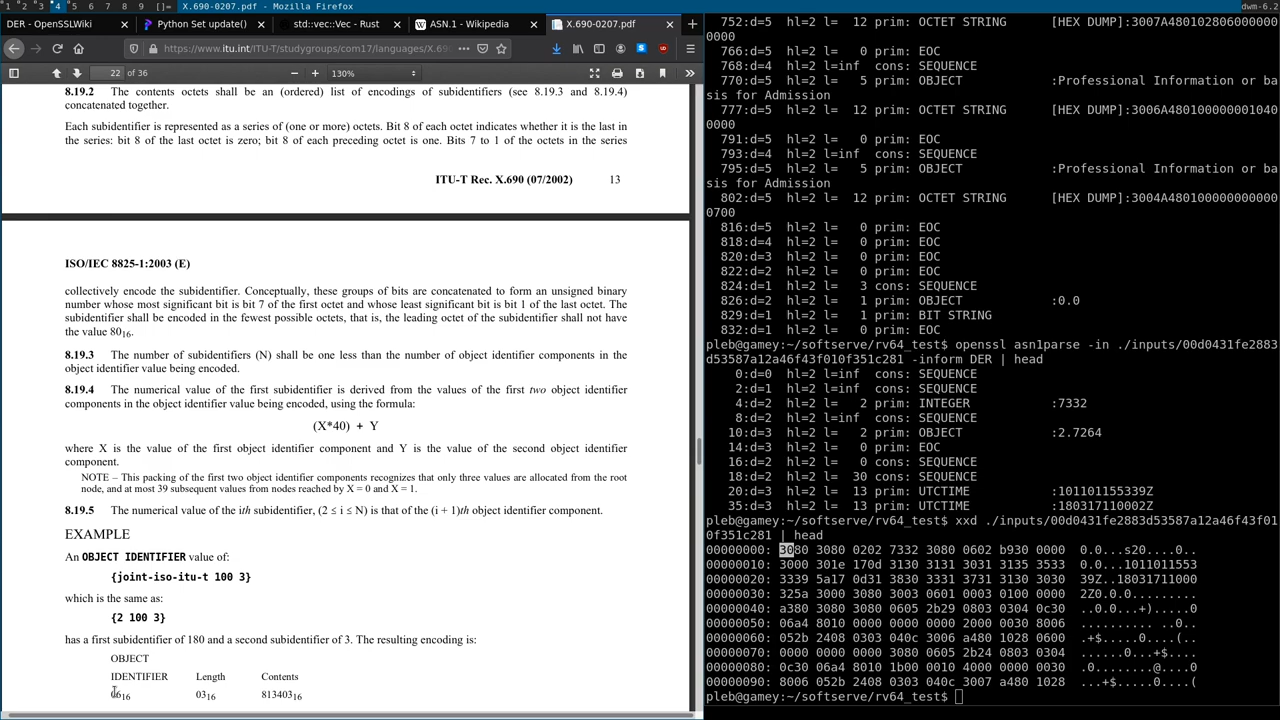 1 2 3 4 5 6 7 8 9 []= X.690-0207.pdf - Mozilla Firefox
dwm-6.2
DER - OpenSSLWiki
Python Set update()
std::vec::Vec - Rust
ASN.1 - Wikipedia
X.690-0207.pdf
https://www.itu.int/ITU-T/studygroups/com17/languages/X.69
22 of 36
130%
8.19.2 The contents octets shall be an (ordered) list of encodings of subidentifiers (see 8.19.3 and 8.19.4)
concatenated together.
Each subidentifier is represented as a series of (one or more) octets. Bit 8 of each octet indicates whether it is the last in
the series: bit 8 of the last octet is zero; bit 8 of each preceding octet is one. Bits 7 to 1 of the octets in the series
ITU-T Rec. X.690 (07/2002) 13
ISO/IEC 8825-1:2003 (E)
collectively encode the subidentifier. Conceptually, these groups of bits are concatenated to form an unsigned binary
number whose most significant bit is bit 7 of the first octet and whose least significant bit is bit 1 of the last octet. The
subidentifier shall be encoded in the fewest possible octets, that is, the leading octet of the subidentifier shall not have
the value 80₁₆.
8.19.3 The number of subidentifiers (N) shall be one less than the number of object identifier components in the
object identifier value being encoded.
8.19.4 The numerical value of the first subidentifier is derived from the values of the first two object identifier
components in the object identifier value being encoded, using the formula:
(X*40) + Y
where X is the value of the first object identifier component and Y is the value of the second object identifier
component.
NOTE – This packing of the first two object identifier components recognizes that only three values are allocated from the root
node, and at most 39 subsequent values from nodes reached by X = 0 and X = 1.
8.19.5 The numerical value of the ith subidentifier, (2 ≤ i ≤ N) is that of the (i + 1)th object identifier component.
EXAMPLE
An OBJECT IDENTIFIER value of:
{joint-iso-itu-t 100 3}
which is the same as:
{2 100 3}
has a first subidentifier of 180 and a second subidentifier of 3. The resulting encoding is:
OBJECT
IDENTIFIER Length Contents
06₁₆ 03₁₆ 813403₁₆
752:d=5 hl=2 l= 12 prim: OCTET STRING [HEX DUMP]:3007A480102806000000
0000
766:d=5 hl=2 l= 0 prim: EOC
768:d=4 hl=2 l=inf cons: SEQUENCE
770:d=5 hl=2 l= 5 prim: OBJECT :Professional Information or ba
sis for Admission
777:d=5 hl=2 l= 12 prim: OCTET STRING [HEX DUMP]:3006A480100000001040
0000
791:d=5 hl=2 l= 0 prim: EOC
793:d=4 hl=2 l=inf cons: SEQUENCE
795:d=5 hl=2 l= 5 prim: OBJECT :Professional Information or ba
sis for Admission
802:d=5 hl=2 l= 12 prim: OCTET STRING [HEX DUMP]:3004A480100000000000
0700
816:d=5 hl=2 l= 0 prim: EOC
818:d=4 hl=2 l= 0 prim: EOC
820:d=3 hl=2 l= 0 prim: EOC
822:d=2 hl=2 l= 0 prim: EOC
824:d=1 hl=2 l= 3 cons: SEQUENCE
826:d=2 hl=2 l= 1 prim: OBJECT :0.0
829:d=1 hl=2 l= 1 prim: BIT STRING
832:d=1 hl=2 l= 0 prim: EOC
pleb@gamey:~/softserve/rv64_test$ openssl asn1parse -in ./inputs/00d0431fe2883
d53587a12a46f43f010f351c281 -inform DER | head
0:d=0 hl=2 l=inf cons: SEQUENCE
2:d=1 hl=2 l=inf cons: SEQUENCE
4:d=2 hl=2 l= 2 prim: INTEGER :7332
8:d=2 hl=2 l=inf cons: SEQUENCE
10:d=3 hl=2 l= 2 prim: OBJECT :2.7264
14:d=3 hl=2 l= 0 prim: EOC
16:d=2 hl=2 l= 0 cons: SEQUENCE
18:d=2 hl=2 l= 30 cons: SEQUENCE
20:d=3 hl=2 l= 13 prim: UTCTIME :101101155339Z
35:d=3 hl=2 l= 13 prim: UTCTIME :180317110002Z
pleb@gamey:~/softserve/rv64_test$ xxd ./inputs/00d0431fe2883d53587a12a46f43f01
0f351c281 | head
00000000: 3080 3080 0202 7332 3080 0602 b930 0000 0.0...s20....0..
00000010: 3000 301e 170d 3130 3131 3031 3135 3533 0.0...1011011553
00000020: 3339 5a17 0d31 3830 3331 3731 3130 3030 39Z..18031711000
00000030: 325a 3000 3080 3003 0601 0003 0100 0000 2Z0.0.0.........
00000040: a380 3080 3080 0605 2b29 0803 0304 0c30 ..0.0...+).....0
00000050: 06a4 8010 0000 0000 0000 2000 0030 8006 .......... ..0..
00000060: 052b 2408 0303 040c 3006 a480 1028 0600 .+$.....0....(..
00000070: 0000 0000 0000 3080 0605 2b24 0803 0304 ......0...+$....
00000080: 0c30 06a4 8010 1b00 0010 4000 0000 0030 .0........@....0
00000090: 8006 052b 2408 0303 040c 3007 a480 1028 ...+$.....0....(
pleb@gamey:~/softserve/rv64_test$